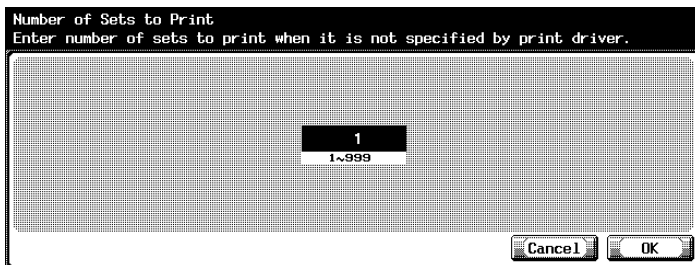 Number of Sets to Print
Enter number of sets to print when it is not specified by print driver.
1
1~999
Cancel OK